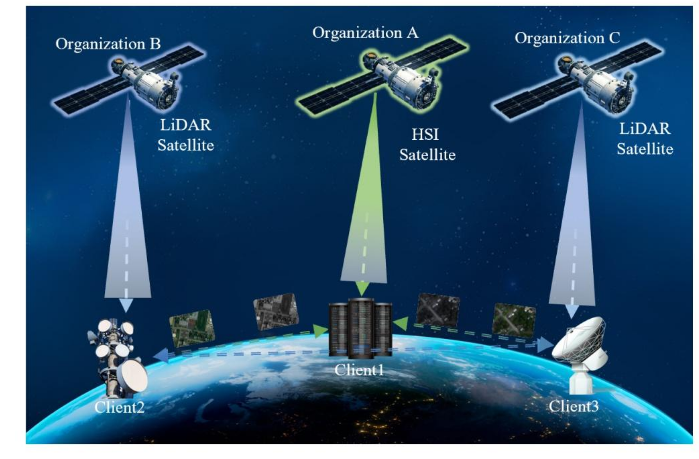 Organization B
Organization A
Organization C
LiDAR
Satellite
HSI
Satellite
LiDAR
Satellite
Client1
Client2
Client3